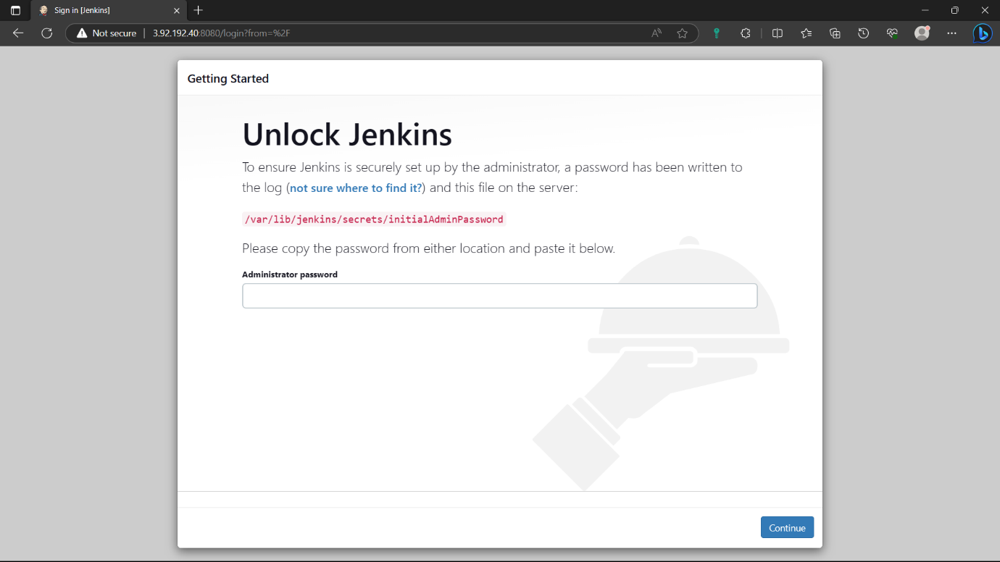 Sign in [Jenkins]
Not secure | 3.92.192.40:8080/login?from=%2F
Getting Started
Unlock Jenkins
To ensure Jenkins is securely set up by the administrator, a password has been written to
the log (not sure where to find it?) and this file on the server:
/var/lib/jenkins/secrets/initialAdminPassword
Please copy the password from either location and paste it below.
Administrator password
Continue